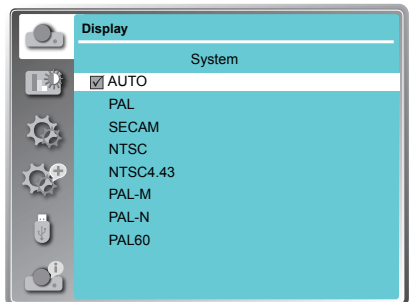 Display
System
AUTO
PAL
SECAM
NTSC
NTSC4.43
PAL-M
PAL-N
PAL60